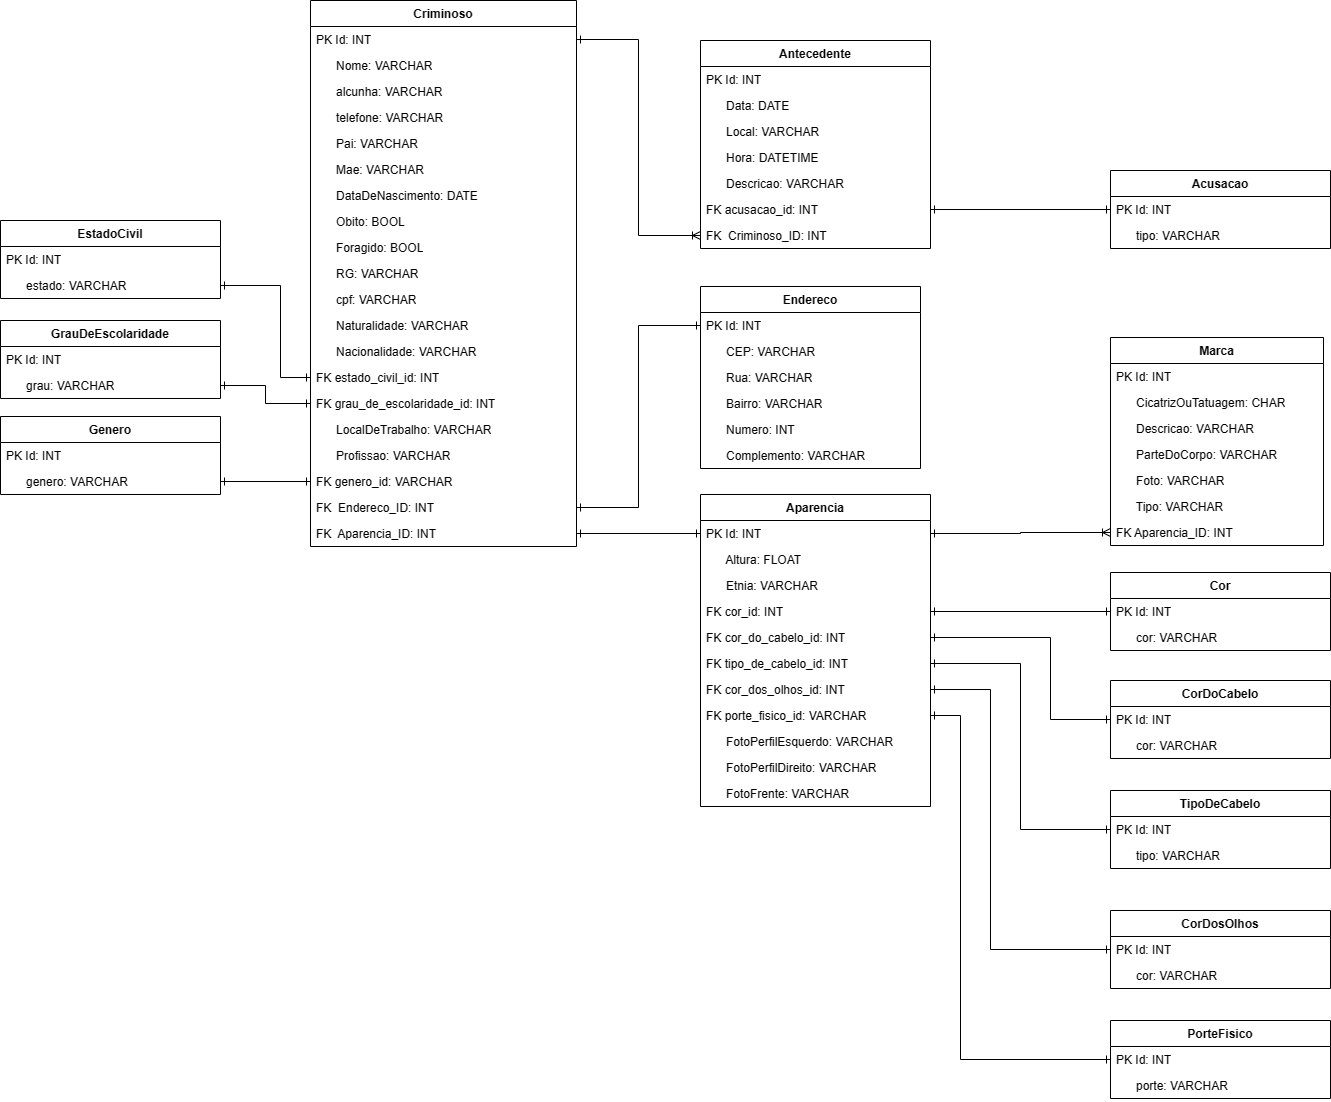 Criminoso
PK Id: INT
Nome: VARCHAR
alcunha: VARCHAR
telefone: VARCHAR
Pai: VARCHAR
Mae: VARCHAR
DataDeNascimento: DATE
Obito: BOOL
Foragido: BOOL
RG: VARCHAR
cpf: VARCHAR
Naturalidade: VARCHAR
Nacionalidade: VARCHAR
FK estado_civil_id: INT
FK grau_de_escolaridade_id: INT
LocalDeTrabalho: VARCHAR
Profissao: VARCHAR
FK genero_id: VARCHAR
FK Endereco_ID: INT
FK Aparencia_ID: INT
EstadoCivil
PK Id: INT
estado: VARCHAR
GrauDeEscolaridade
PK Id: INT
grau: VARCHAR
Genero
PK Id: INT
genero: VARCHAR
Antecedente
PK Id: INT
Data: DATE
Local: VARCHAR
Hora: DATETIME
Descricao: VARCHAR
FK acusacao_id: INT
FK Criminoso_ID: INT
Endereco
PK Id: INT
CEP: VARCHAR
Rua: VARCHAR
Bairro: VARCHAR
Numero: INT
Complemento: VARCHAR
Aparencia
PK Id: INT
Altura: FLOAT
Etnia: VARCHAR
FK cor_id: INT
FK cor_do_cabelo_id: INT
FK tipo_de_cabelo_id: INT
FK cor_dos_olhos_id: INT
FK porte_fisico_id: VARCHAR
FotoPerfilEsquerdo: VARCHAR
FotoPerfilDireito: VARCHAR
FotoFrente: VARCHAR
Acusacao
PK Id: INT
tipo: VARCHAR
Marca
PK Id: INT
CicatrizOuTatuagem: CHAR
Descricao: VARCHAR
ParteDoCorpo: VARCHAR
Foto: VARCHAR
Tipo: VARCHAR
FK Aparencia_ID: INT
Cor
PK Id: INT
cor: VARCHAR
CorDoCabelo
PK Id: INT
cor: VARCHAR
TipoDeCabelo
PK Id: INT
tipo: VARCHAR
CorDosOlhos
PK Id: INT
cor: VARCHAR
PorteFisico
PK Id: INT
porte: VARCHAR